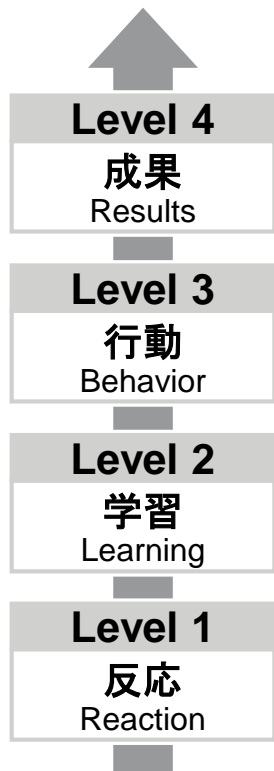 Level 4
成果
Results
Level 3
行動
Behavior
Level 2
学習
Learning
Level 1
反応
Reaction